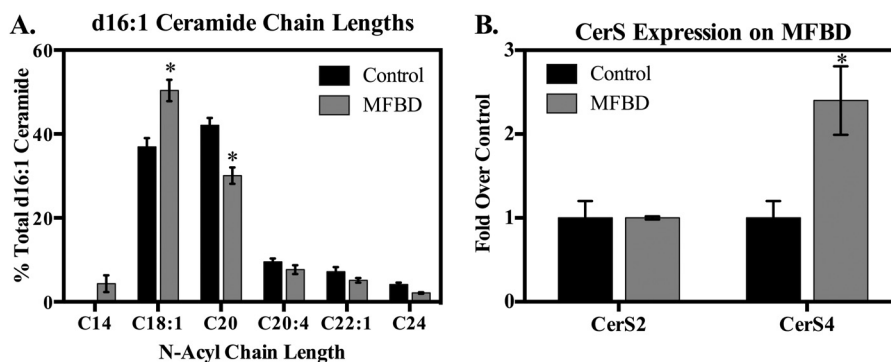 A.
d16:1 Ceramide Chain Lengths
% Total d16:1 Ceramide
60
40
20
0
*
*
Control
MFBD
C14 C18:1 C20 C20:4 C22:1 C24
N-Acyl Chain Length
B.
CerS Expression on MFBD
Fold Over Control
3
2
1
0
Control
MFBD
*
CerS2 CerS4